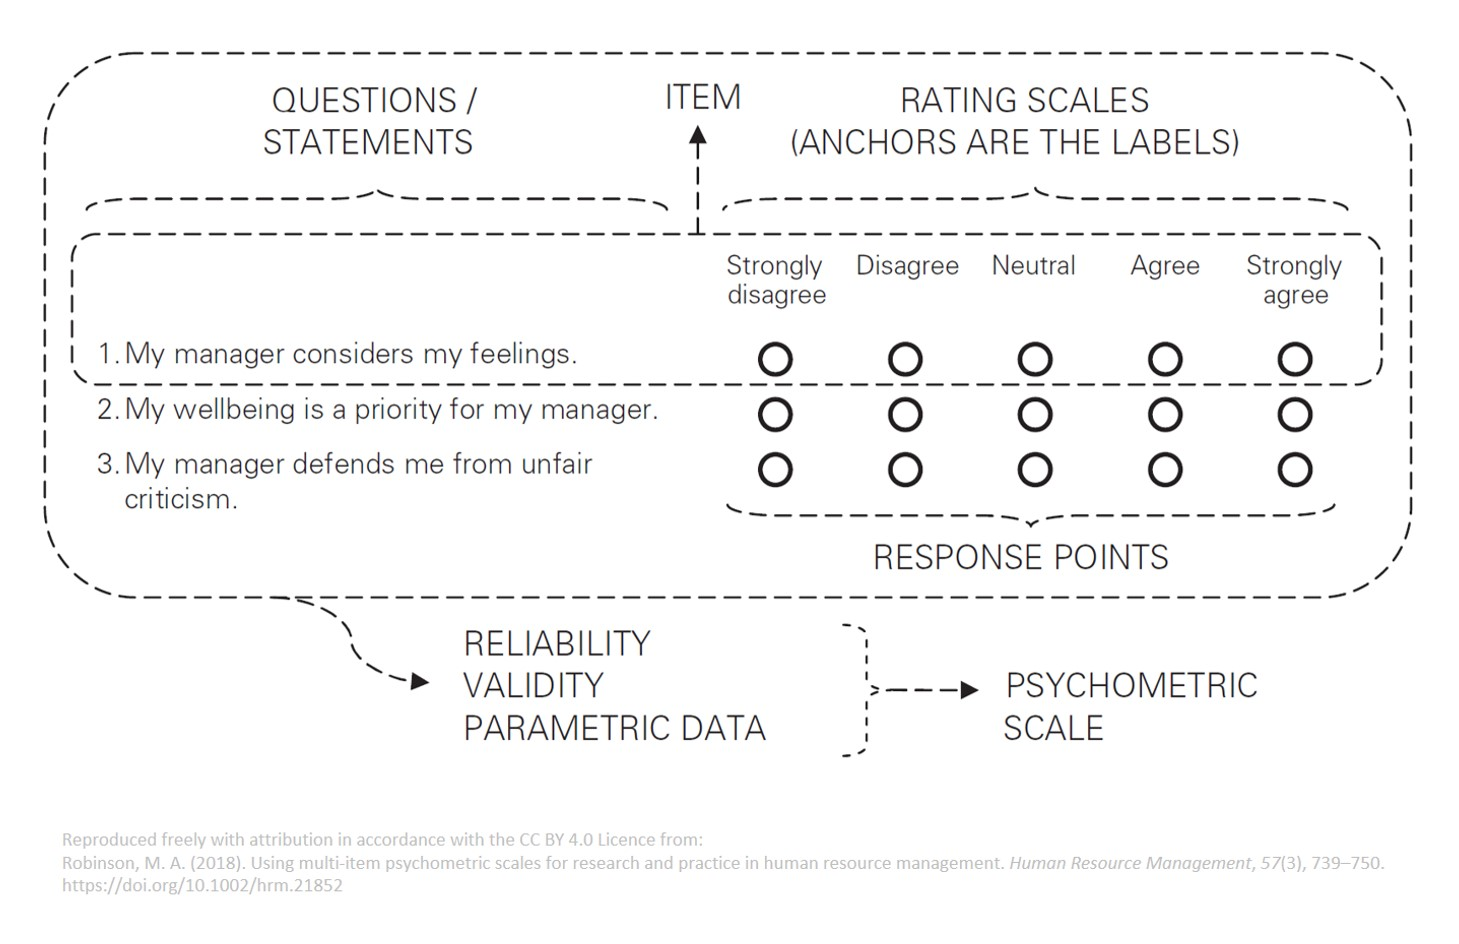 QUESTIONS /
STATEMENTS
ITEM
RATING SCALES
(ANCHORS ARE THE LABELS)
Strongly
disagree
Disagree
Neutral
Agree
Strongly
agree
1. My manager considers my feelings.
2. My wellbeing is a priority for my manager.
3. My manager defends me from unfair
criticism.
RESPONSE POINTS
RELIABILITY
VALIDITY
PARAMETRIC DATA
PSYCHOMETRIC
SCALE
Reproduced freely with attribution in accordance with the CC BY 4.0 Licence from:
Robinson, M. A. (2018). Using multi-item psychometric scales for research and practice in human resource management. Human Resource Management, 57(3), 739–750.
https://doi.org/10.1002/hrm.21852